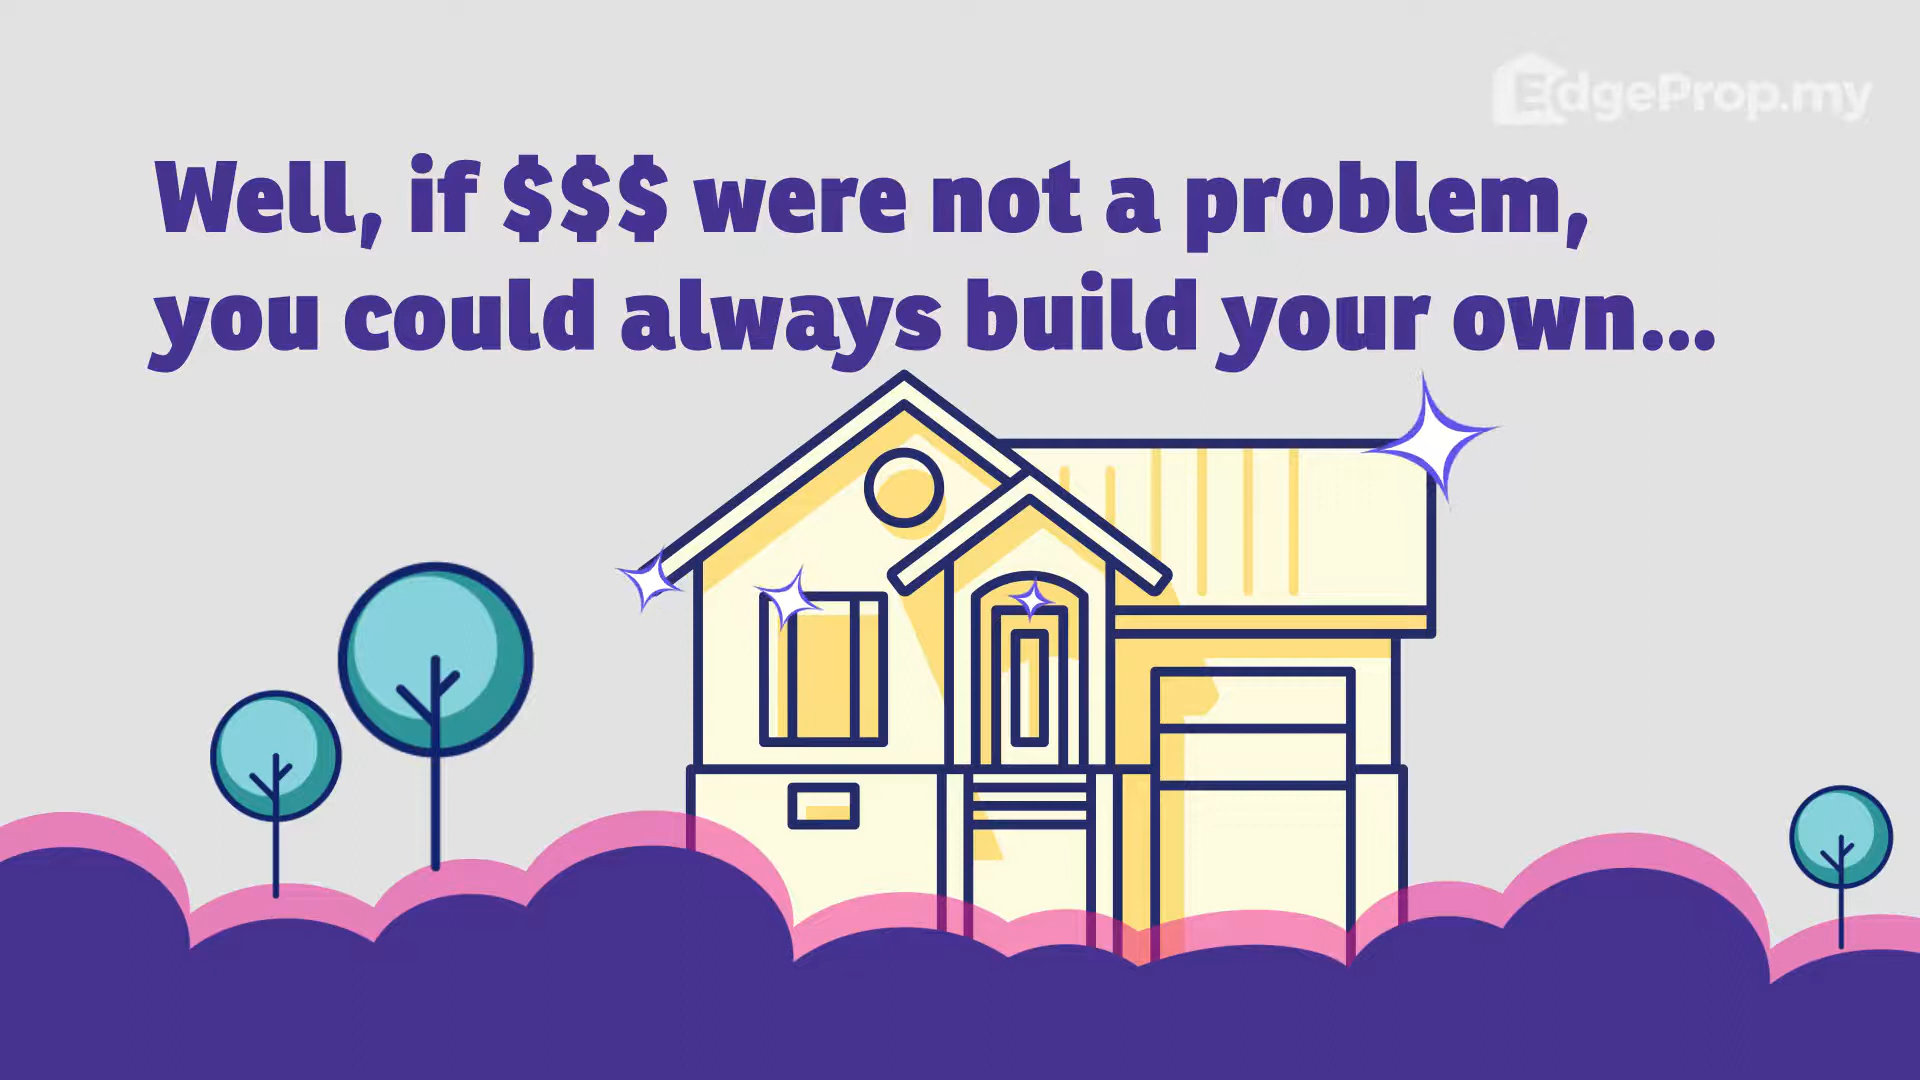 EdgeProp.my
Well, if $$$ were not a problem,
you could always build your own...